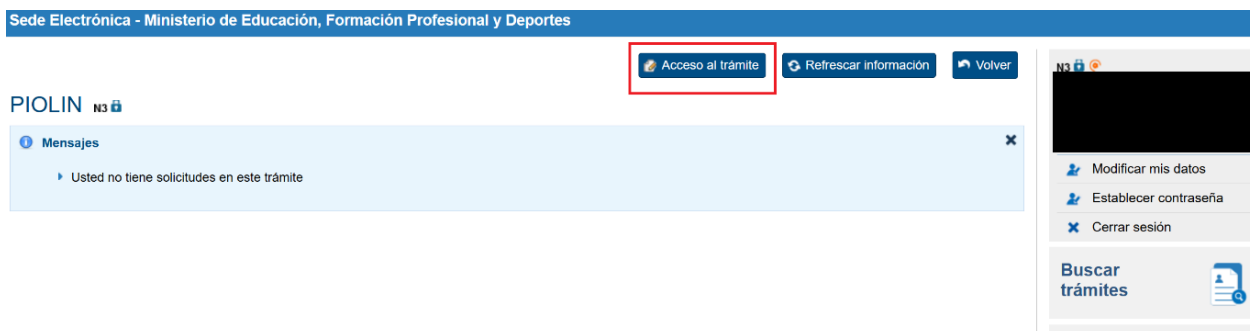 Sede Electrónica - Ministerio de Educación, Formación Profesional y Deportes
Acceso al trámite Refrescar información Volver
PIOLIN N3
Mensajes
Usted no tiene solicitudes en este trámite
N3
Modificar mis datos
Establecer contraseña
Cerrar sesión
Buscar
trámites